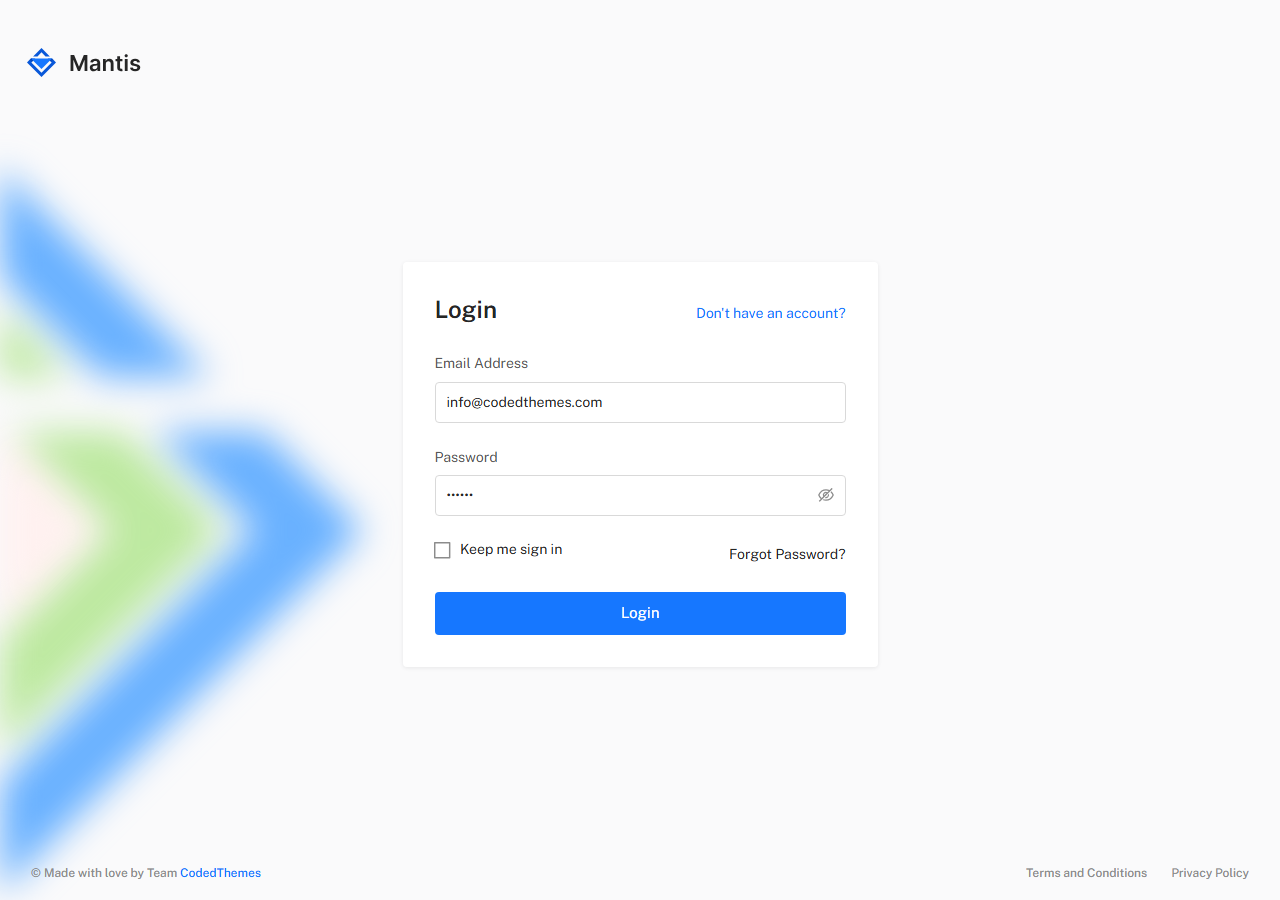 Mantis
Login
Don't have an account?
Email Address
info@codedthemes.com
Password
••••••
Keep me sign in
Forgot Password?
Login
© Made with love by Team CodedThemes
Terms and Conditions
Privacy Policy